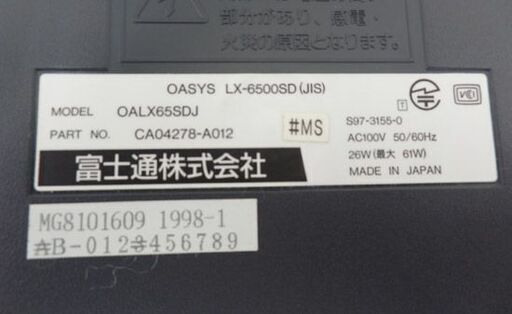 部分があり、感電・
火災の原因となります。
OASYS LX-6500SD(JIS)
MODEL OALX65SDJ
PART NO. CA04278-A012
#MS
T
S97-3155-0
AC100V 50/60Hz
26W(最大 61W)
MADE IN JAPAN
富士通株式会社
MG8101609 1998-1
AB-0123456789